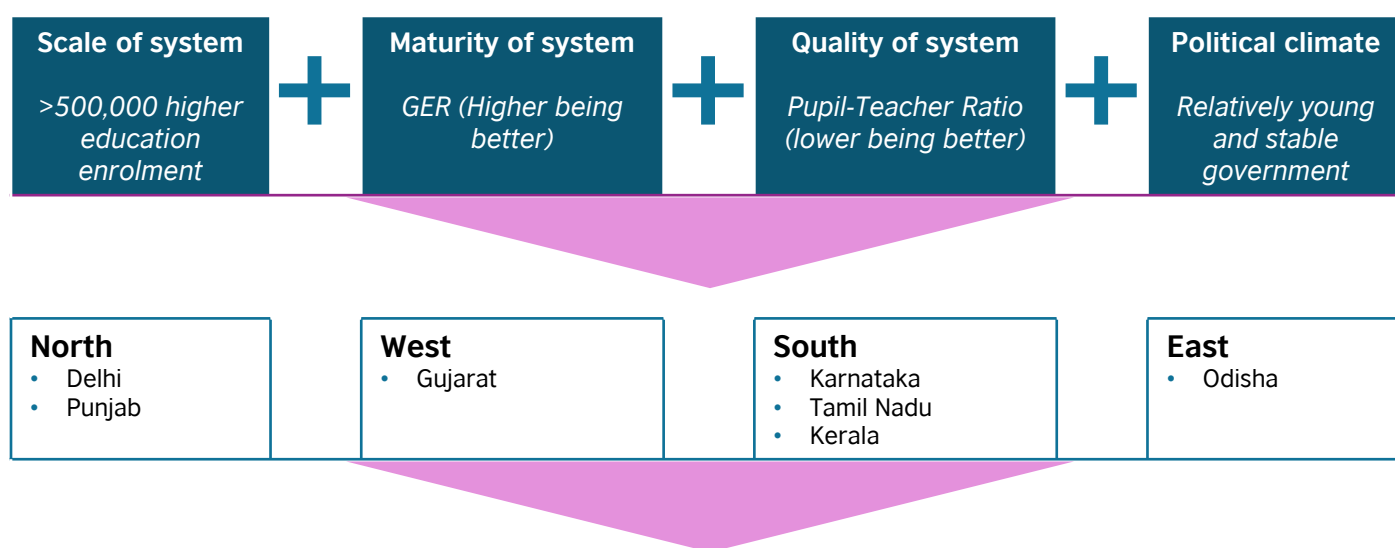 Scale of system
>500,000 higher
education
enrolment
Maturity of system
GER (Higher being
better)
Quality of system
Pupil-Teacher Ratio
(lower being better)
Political climate
Relatively young
and stable
government
North
• Delhi
• Punjab
West
• Gujarat
South
• Karnataka
• Tamil Nadu
• Kerala
East
• Odisha